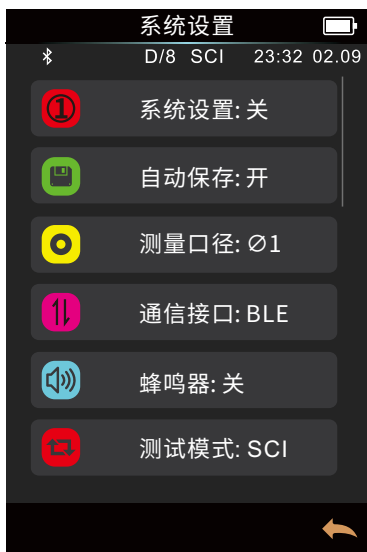 系统设置
D/8 SCI 23:32 02.09
① 系统设置: 关
自动保存: 开
测量口径: ∅1
通信接口: BLE
蜂鸣器: 关
测试模式: SCI